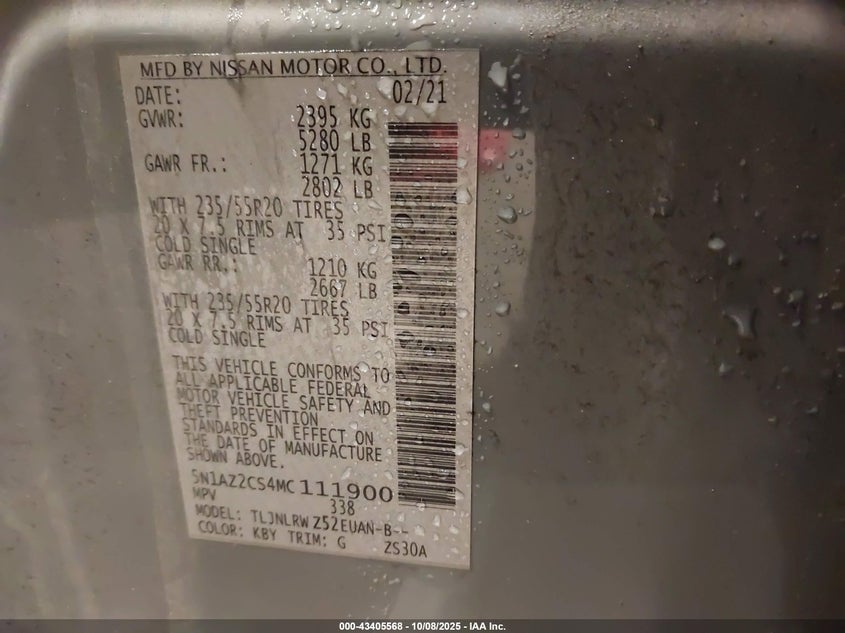 MFD BY NISSAN MOTOR CO., LTD.
DATE: 02/21
GVWR: 2395 KG
5280 LB
GAWR FR.: 1271 KG
2802 LB
WITH 235/55R20 TIRES
20 X 7.5 RIMS AT 35 PSI
COLD SINGLE
GAWR RR.: 1210 KG
2667 LB
WITH 235/55R20 TIRES
20 X 7.5 RIMS AT 35 PSI
COLD SINGLE
THIS VEHICLE CONFORMS TO
ALL APPLICABLE FEDERAL
MOTOR VEHICLE SAFETY AND
THEFT PREVENTION
STANDARDS IN EFFECT ON
THE DATE OF MANUFACTURE
SHOWN ABOVE.
5N1AZ2CS4MC111900
MPV 338
MODEL: TLJNLRWZ52EUAN-B--
COLOR: KBY TRIM: G ZS30A
000-43405568 - 10/08/2025 - IAA Inc.